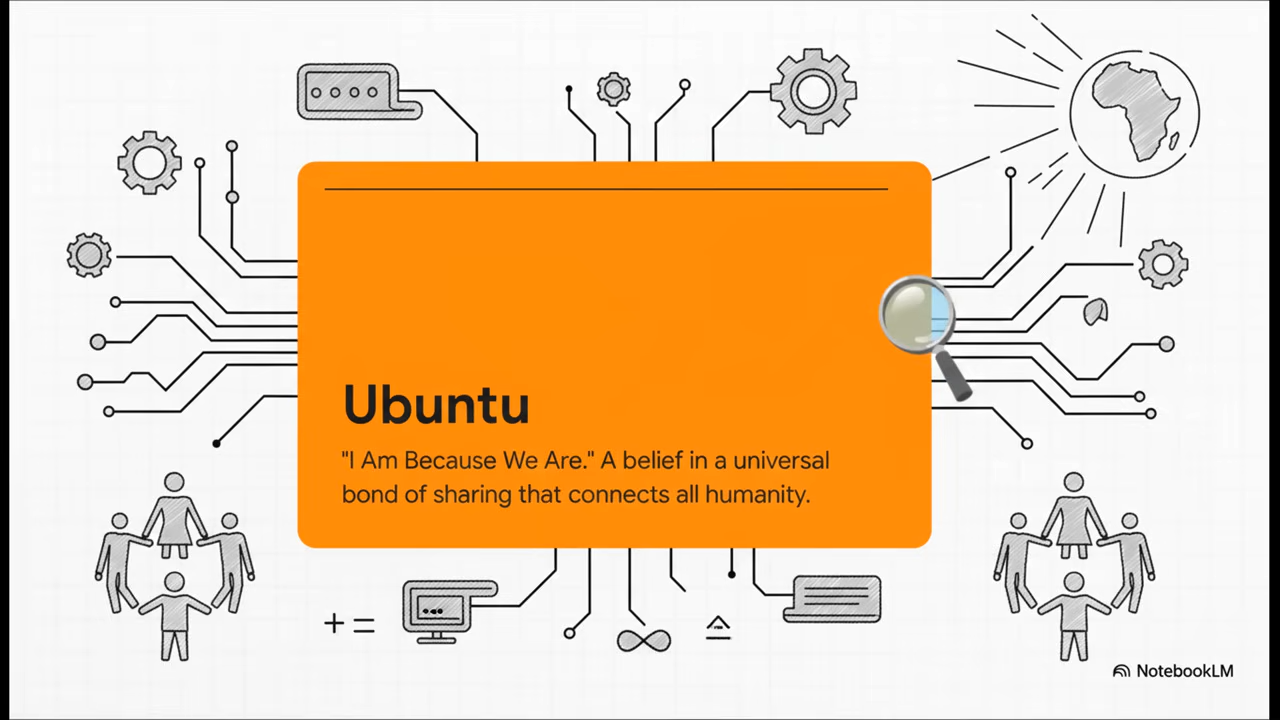 Ubuntu
"I Am Because We Are." A belief in a universal
bond of sharing that connects all humanity.
+ =
NotebookLM